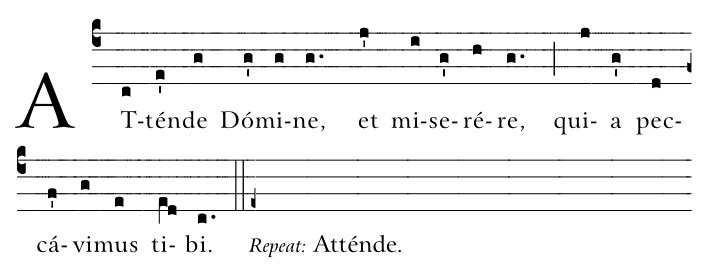 AT-ténde Dómi-ne, et mi-se-ré-re, qui-a pec-
cá-vimus ti-bi. Repeat: Atténde.